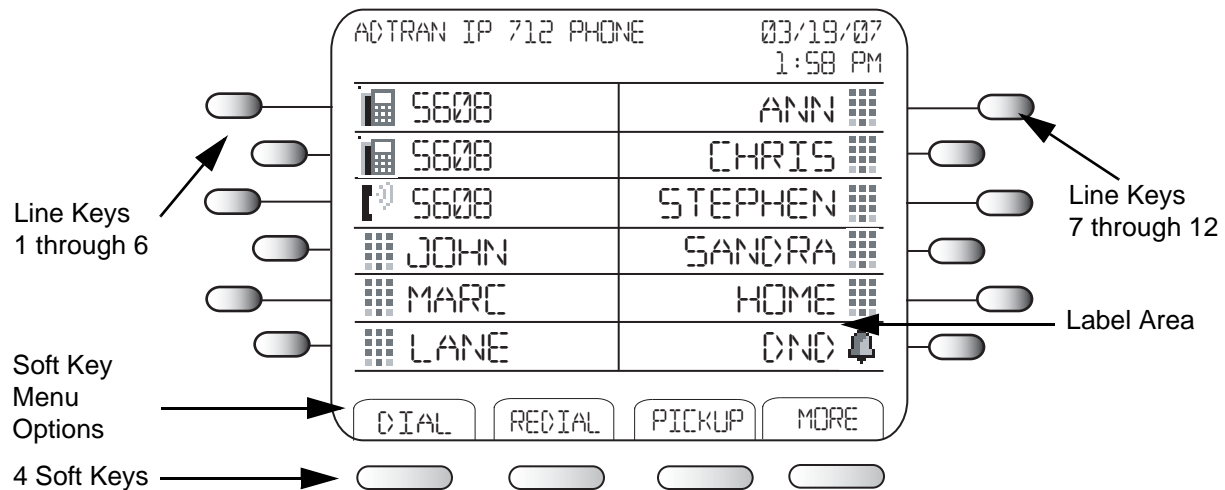 ADTRAN IP 712 PHONE 03/19/07
1:58 PM
5608 ANN
5608 CHRIS
5608 STEPHEN
JOHN SANDRA
MARC HOME
LANE DND
DIAL REDIAL PICKUP MORE
Line Keys
1 through 6
Line Keys
7 through 12
Label Area
Soft Key
Menu
Options
4 Soft Keys